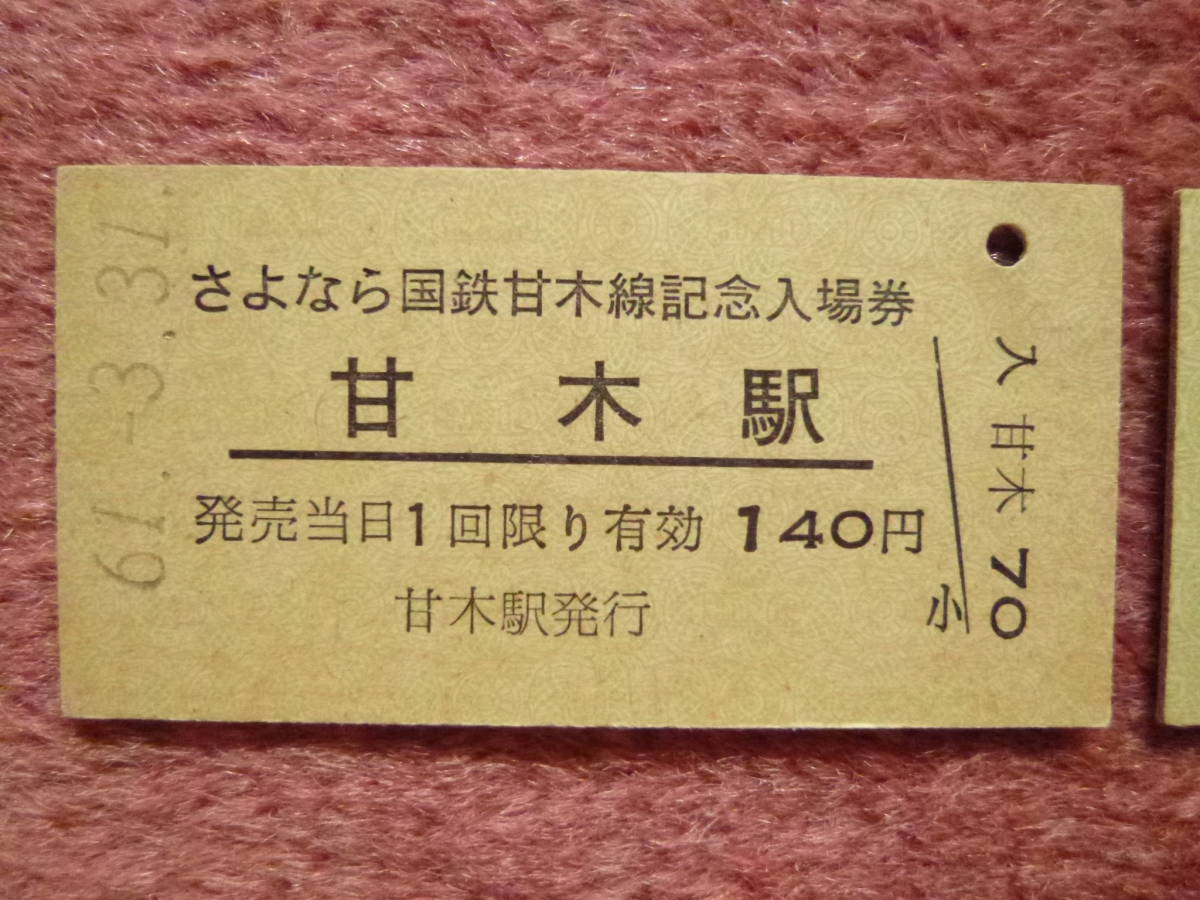 61.-3.31.
さよなら国鉄甘木線記念入場券
甘木駅
発売当日1回限り有効 140円
甘木駅発行
小
入 甘木 70